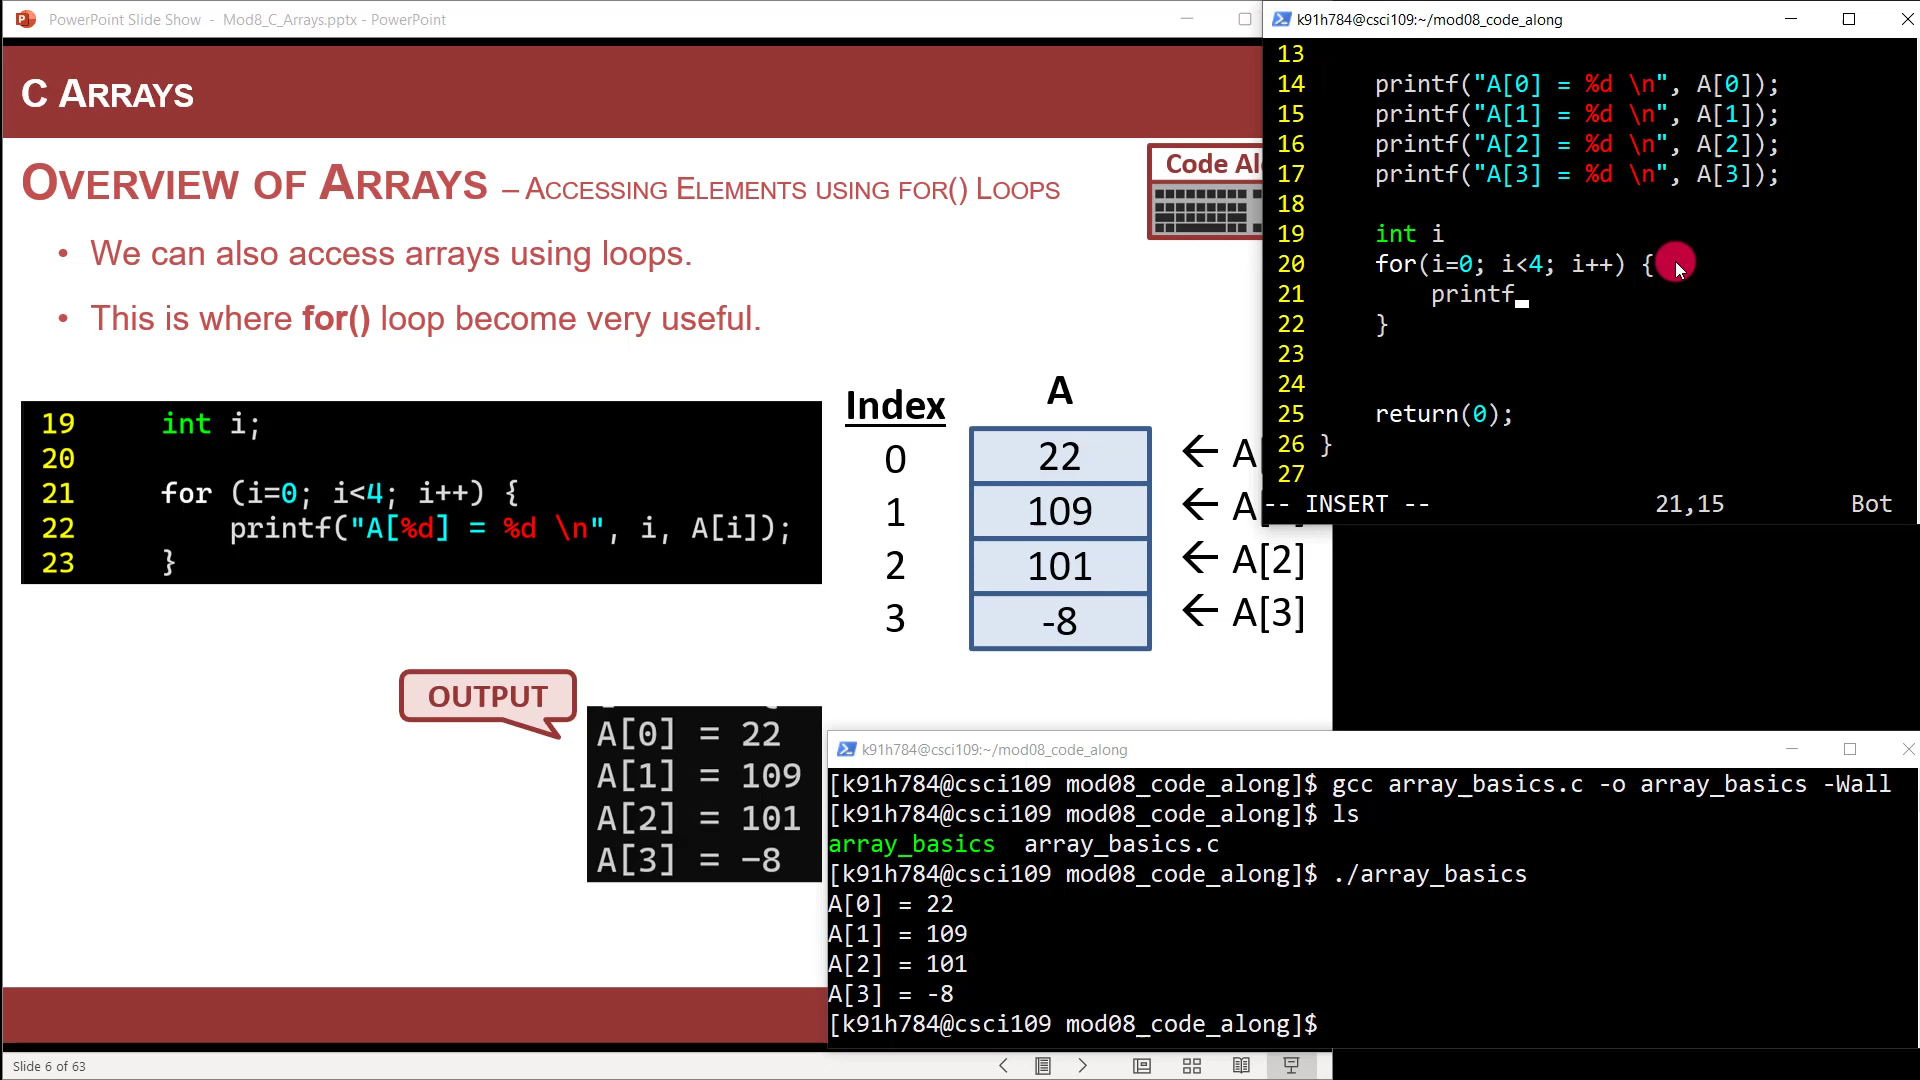 PowerPoint Slide Show - Mod8_C_Arrays.pptx - PowerPoint
C ARRAYS
OVERVIEW OF ARRAYS – ACCESSING ELEMENTS USING FOR() LOOPS
Code Al
• We can also access arrays using loops.
• This is where for() loop become very useful.
19 int i;
20
21 for (i=0; i<4; i++) {
22 printf("A[%d] = %d \n", i, A[i]);
23 }
Index A
0 22 ← A
1 109 ← A
2 101 ← A[2]
3 -8 ← A[3]
OUTPUT
A[0] = 22
A[1] = 109
A[2] = 101
A[3] = -8
Slide 6 of 63
k91h784@csci109:~/mod08_code_along
13
14 printf("A[0] = %d \n", A[0]);
15 printf("A[1] = %d \n", A[1]);
16 printf("A[2] = %d \n", A[2]);
17 printf("A[3] = %d \n", A[3]);
18
19 int i
20 for(i=0; i<4; i++) {
21 printf
22 }
23
24
25 return(0);
26 }
27
-- INSERT -- 21,15 Bot
k91h784@csci109:~/mod08_code_along
[k91h784@csci109 mod08_code_along]$ gcc array_basics.c -o array_basics -Wall
[k91h784@csci109 mod08_code_along]$ ls
array_basics array_basics.c
[k91h784@csci109 mod08_code_along]$ ./array_basics
A[0] = 22
A[1] = 109
A[2] = 101
A[3] = -8
[k91h784@csci109 mod08_code_along]$